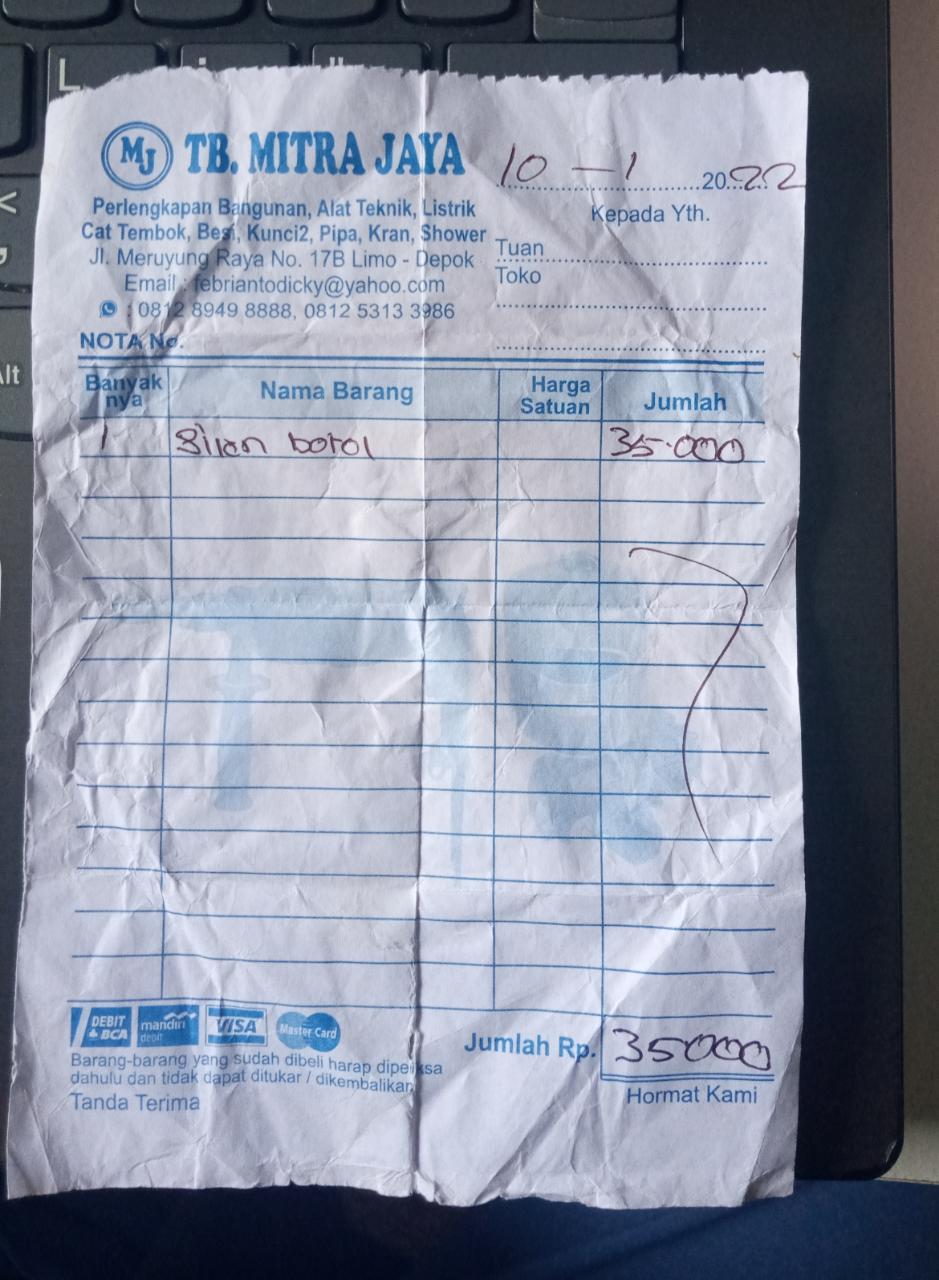 L
Alt
MJ TB. MITRA JAYA
Perlengkapan Bangunan, Alat Teknik, Listrik
Cat Tembok, Besi, Kunci2, Pipa, Kran, Shower
Jl. Meruyung Raya No. 17B Limo - Depok
Email : febriantodicky@yahoo.com
: 0812 8949 8888, 0812 5313 3986
NOTA No.
10 - 1 2022
Kepada Yth.
Tuan
Toko
Banyak nya Nama Barang Harga Satuan Jumlah
1 botol 35.000
DEBIT BCA mandiri debit VISA Master Card
Jumlah Rp. 35000
Barang-barang yang sudah dibeli harap diperiksa
dahulu dan tidak dapat ditukar / dikembalikan
Tanda Terima
Hormat Kami